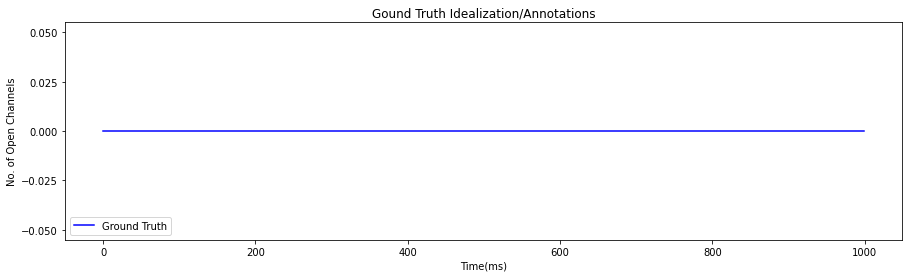 Gound Truth Idealization/Annotations
No. of Open Channels
0.050
0.025
0.000
−0.025
−0.050
Ground Truth
0 200 400 600 800 1000
Time(ms)